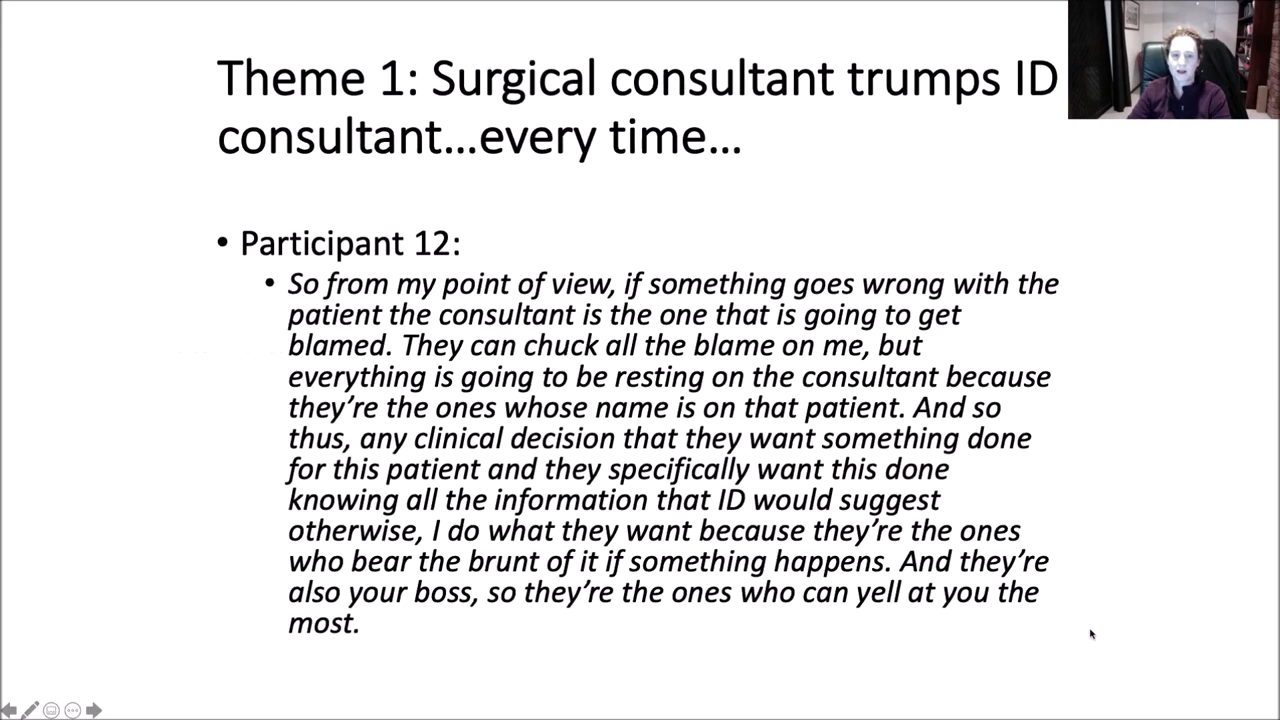 Theme 1: Surgical consultant trumps ID
consultant...every time...
• Participant 12:
• So from my point of view, if something goes wrong with the
patient the consultant is the one that is going to get
blamed. They can chuck all the blame on me, but
everything is going to be resting on the consultant because
they’re the ones whose name is on that patient. And so
thus, any clinical decision that they want something done
for this patient and they specifically want this done
knowing all the information that ID would suggest
otherwise, I do what they want because they’re the ones
who bear the brunt of it if something happens. And they’re
also your boss, so they’re the ones who can yell at you the
most.